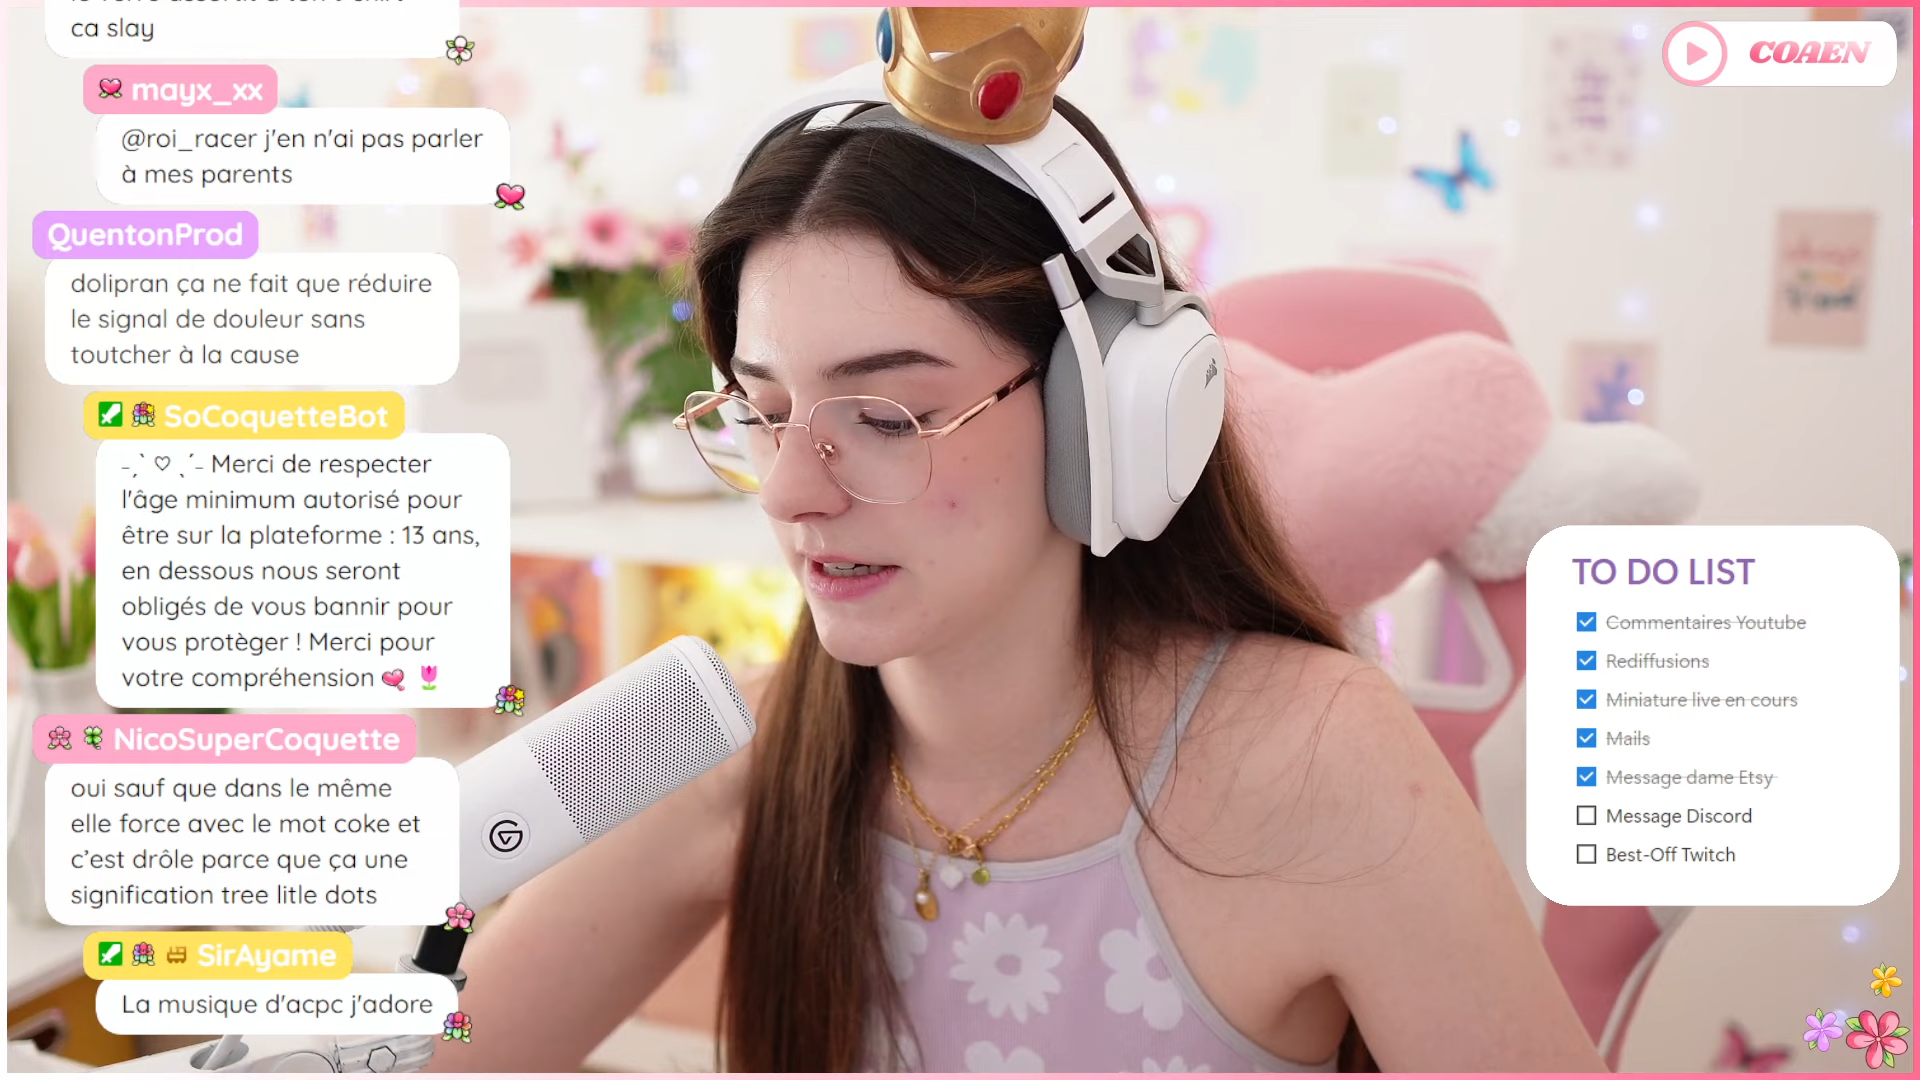 ca slay
mayx_xx
@roi_racer j'en n'ai pas parler
à mes parents
QuentonProd
dolipran ça ne fait que réduire
le signal de douleur sans
toutcher à la cause
SoCoquetteBot
Merci de respecter
l'âge minimum autorisé pour
être sur la plateforme : 13 ans,
en dessous nous seront
obligés de vous bannir pour
vous protèger ! Merci pour
votre compréhension
NicoSuperCoquette
oui sauf que dans le même
elle force avec le mot coke et
c'est drôle parce que ça une
signification tree litle dots
SirAyame
La musique d'acpc j'adore
COAEN
TO DO LIST
Commentaires Youtube
Rediffusions
Miniature live en cours
Mails
Message dame Etsy
Message Discord
Best-Off Twitch